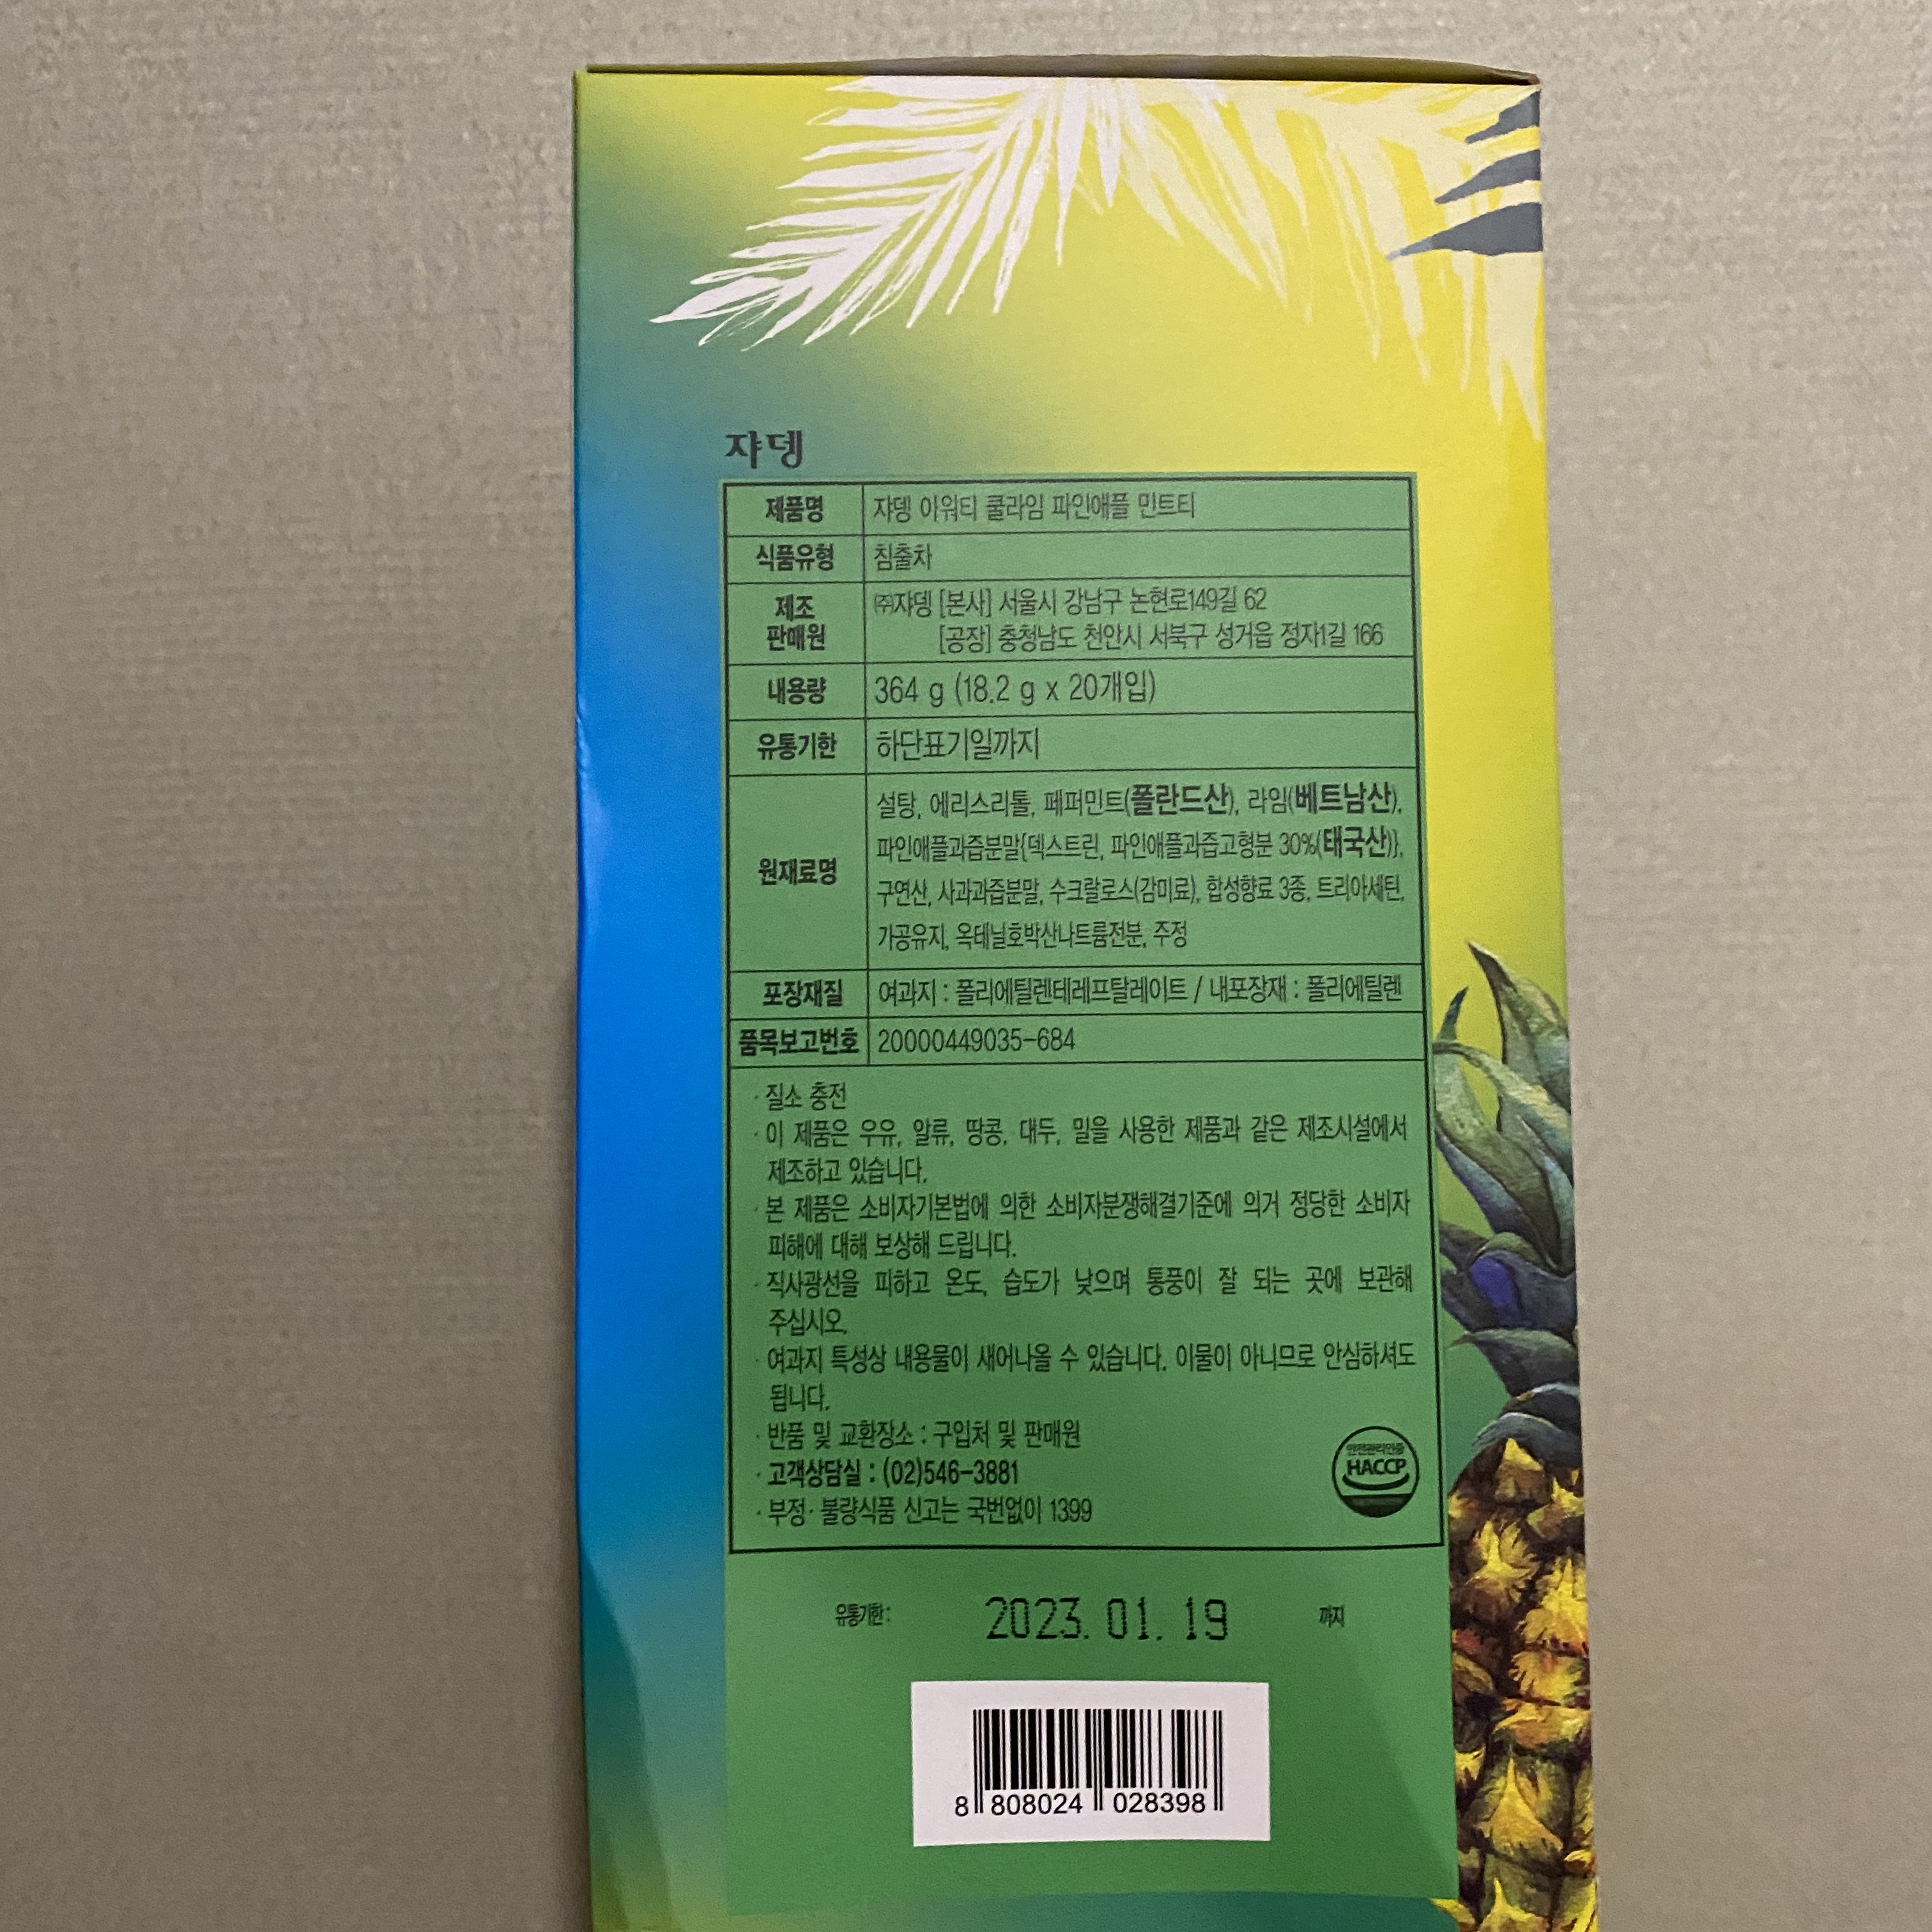 쟈뎅
제품명 쟈뎅 아워티 쿨라임 파인애플 민트티
식품유형 침출차
제조 판매원 ㈜쟈뎅 [본사] 서울시 강남구 논현로149길 62
[공장] 충청남도 천안시 서북구 성거읍 정자1길 166
내용량 364 g (18.2 g x 20개입)
유통기한 하단표기일까지
원재료명 설탕, 에리스리톨, 페퍼민트(폴란드산), 라임(베트남산),
파인애플과즙분말{덱스트린, 파인애플과즙고형분 30%(태국산)},
구연산, 사과과즙분말, 수크랄로스(감미료), 합성향료 3종, 트리아세틴,
가공유지, 옥테닐호박산나트륨전분, 주정
포장재질 여과지 : 폴리에틸렌테레프탈레이트 / 내포장재 : 폴리에틸렌
품목보고번호 20000449035-684
· 질소 충전
· 이 제품은 우유, 알류, 땅콩, 대두, 밀을 사용한 제품과 같은 제조시설에서
제조하고 있습니다.
· 본 제품은 소비자기본법에 의한 소비자분쟁해결기준에 의거 정당한 소비자
피해에 대해 보상해 드립니다.
· 직사광선을 피하고 온도, 습도가 낮으며 통풍이 잘 되는 곳에 보관해
주십시오.
· 여과지 특성상 내용물이 새어나올 수 있습니다. 이물이 아니므로 안심하셔도
됩니다.
· 반품 및 교환장소 : 구입처 및 판매원
· 고객상담실 : (02)546-3881
· 부정· 불량식품 신고는 국번없이 1399
안전관리인증
HACCP
유통기한: 2023. 01. 19 까지
8 808024 028398